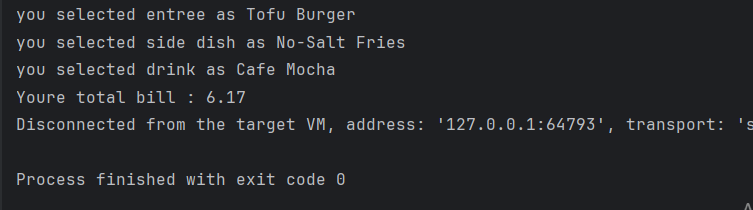 you selected entree as Tofu Burger
you selected side dish as No-Salt Fries
you selected drink as Cafe Mocha
Youre total bill : 6.17
Disconnected from the target VM, address: '127.0.0.1:64793', transport: 's
Process finished with exit code 0